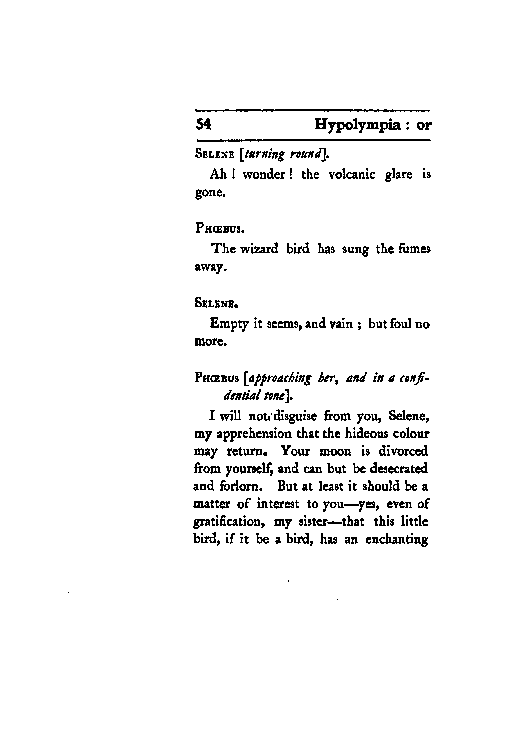 54 Hypolympia : or
SELENE [turning round].
Ah ! wonder ! the volcanic glare is
gone.
PHŒBUS.
The wizard bird has sung the fumes
away.
SELENE.
Empty it seems, and vain ; but foul no
more.
PHŒBUS [approaching her, and in a confi-
dential tone].
I will not disguise from you, Selene,
my apprehension that the hideous colour
may return. Your moon is divorced
from yourself, and can but be desecrated
and forlorn. But at least it should be a
matter of interest to you—yes, even of
gratification, my sister—that this little
bird, if it be a bird, has an enchanting